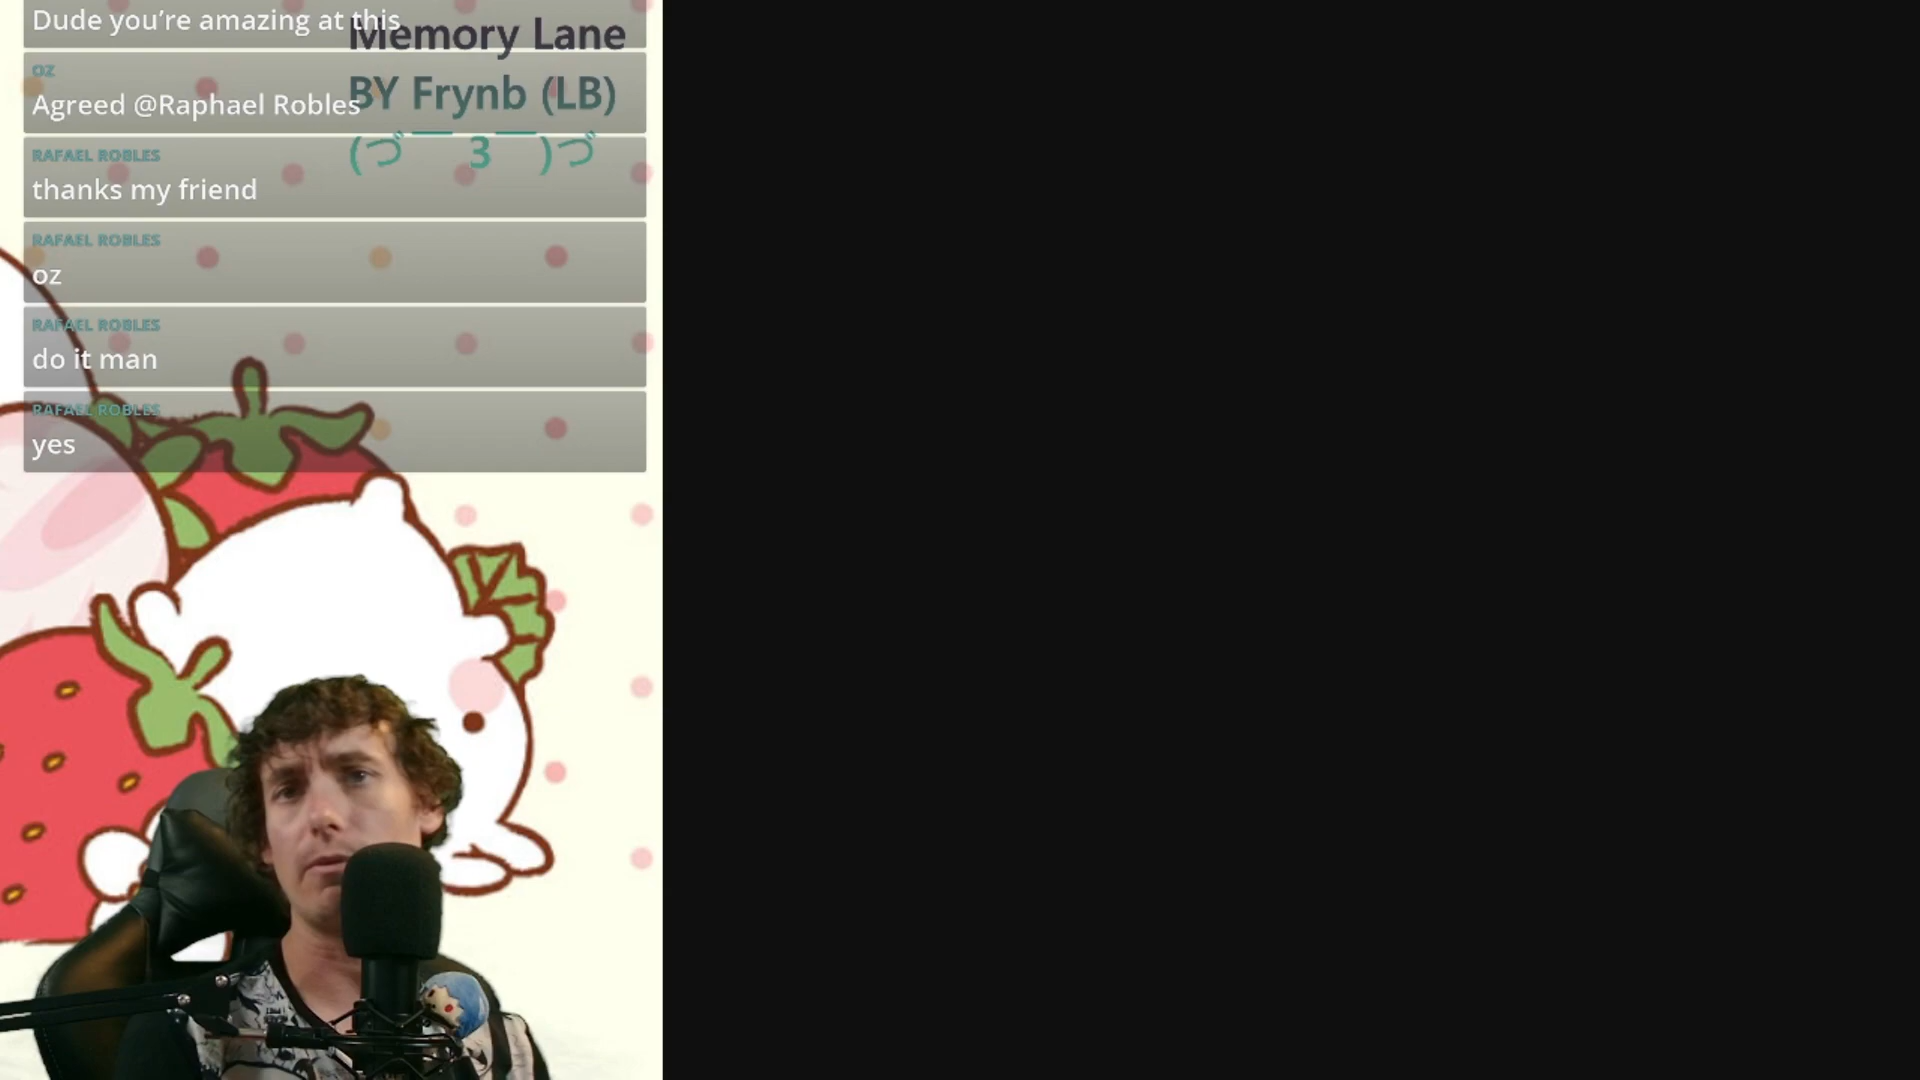 Dude you’re amazing at this
Memory Lane
OZ
Agreed @Raphael Robles
BY Frynb (LB)
(づ￣ 3￣)づ
RAFAEL ROBLES
thanks my friend
RAFAEL ROBLES
oz
RAFAEL ROBLES
do it man
RAFAEL ROBLES
yes